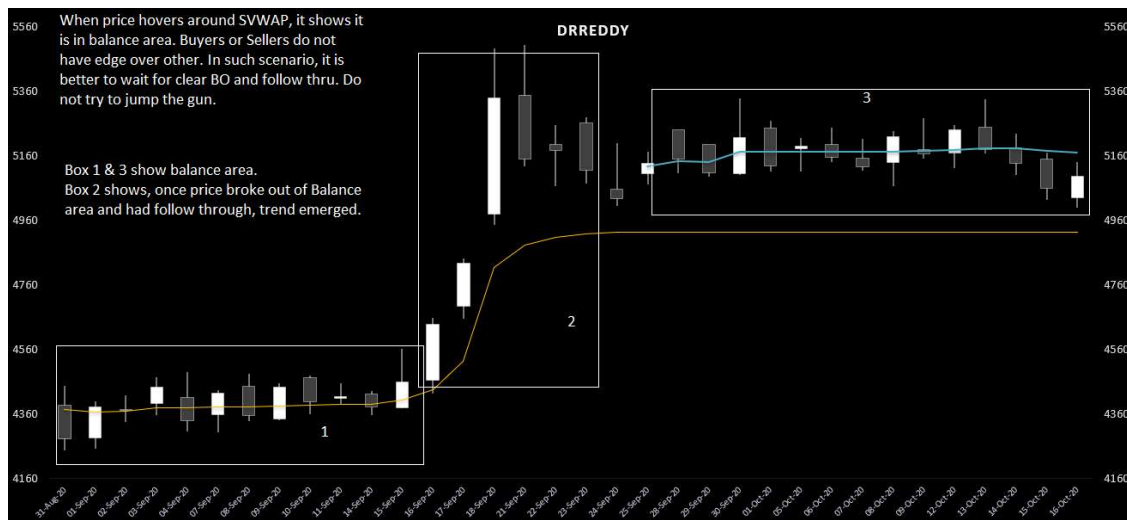 When price hovers around SVWAP, it shows it
is in balance area. Buyers or Sellers do not
have edge over other. In such scenario, it is
better to wait for clear BO and follow thru. Do
not try to jump the gun.
Box 1 & 3 show balance area.
Box 2 shows, once price broke out of Balance
area and had follow through, trend emerged.
DRREDDY
5560
5360
5160
4960
4760
4560
4360
4160
1
2
3
5560
5360
5160
4960
4760
4560
4360
4160
31-Aug-20
01-Sep-20
02-Sep-20
03-Sep-20
04-Sep-20
07-Sep-20
08-Sep-20
09-Sep-20
10-Sep-20
11-Sep-20
14-Sep-20
15-Sep-20
16-Sep-20
17-Sep-20
18-Sep-20
21-Sep-20
22-Sep-20
23-Sep-20
24-Sep-20
25-Sep-20
28-Sep-20
29-Sep-20
30-Sep-20
01-Oct-20
05-Oct-20
06-Oct-20
07-Oct-20
08-Oct-20
09-Oct-20
12-Oct-20
13-Oct-20
14-Oct-20
15-Oct-20
16-Oct-20